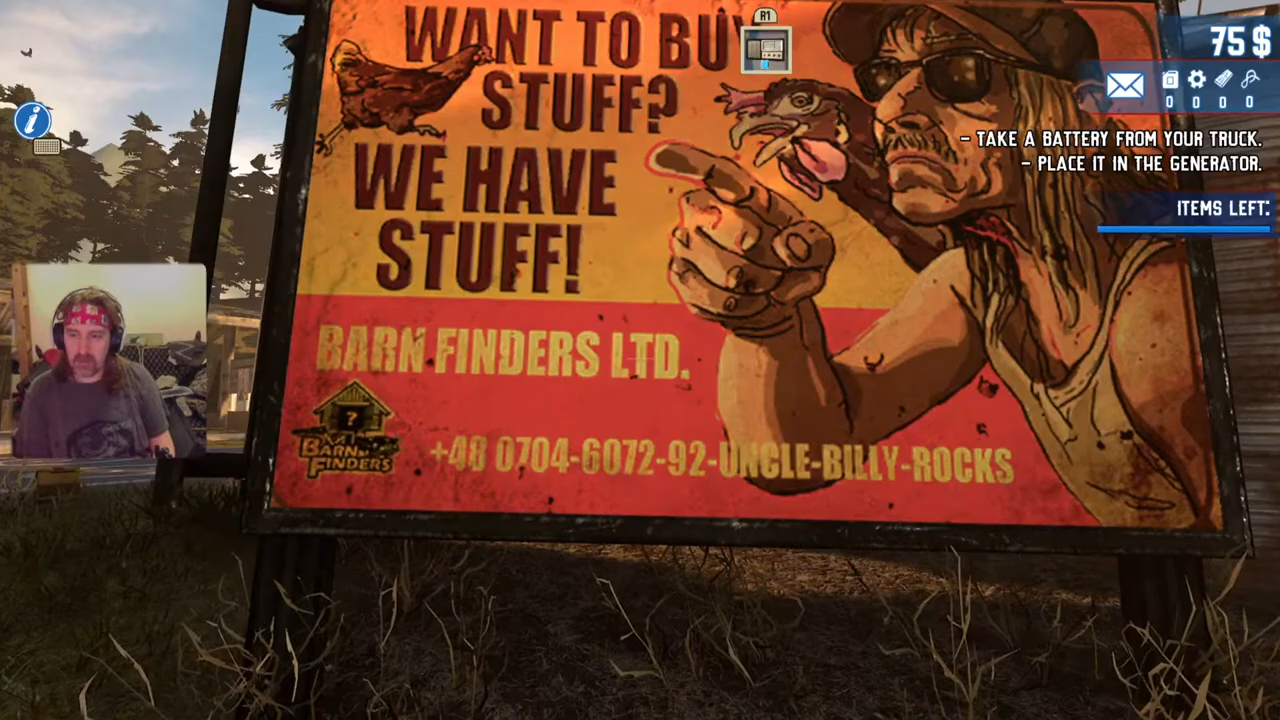 WANT TO BUY
STUFF?
WE HAVE
STUFF!
BARN FINDERS LTD.
?
BARN
FINDERS
+48 0704-6072-92-UNCLE-BILLY-ROCKS
R1
75 $
0 0 0 0
- TAKE A BATTERY FROM YOUR TRUCK.
- PLACE IT IN THE GENERATOR.
ITEMS LEFT:
i